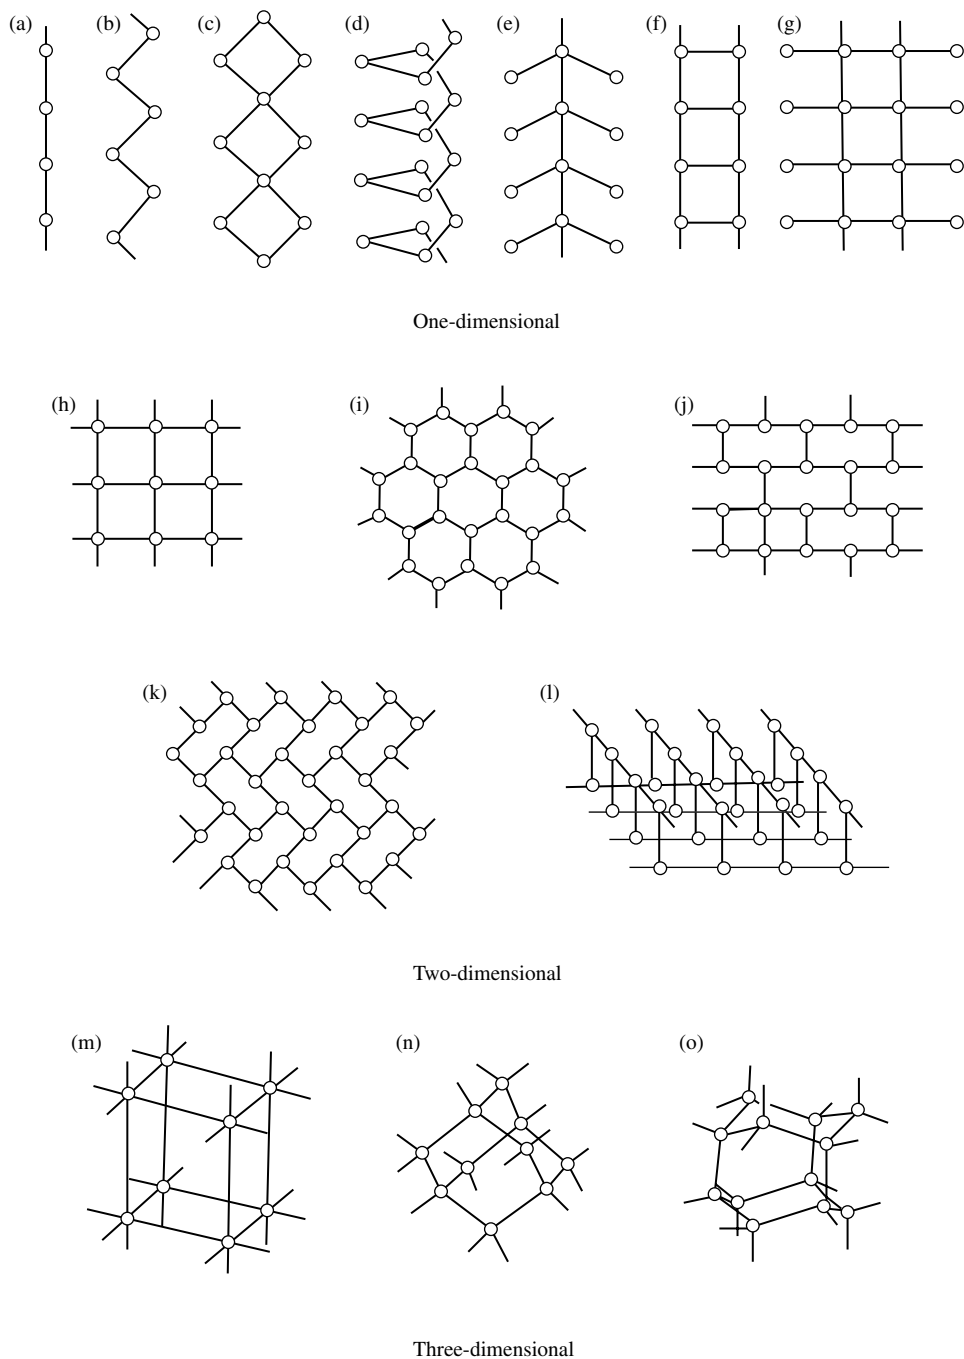 (a) (b) (c) (d) (e) (f) (g)
One-dimensional
(h) (i) (j)
(k) (l)
Two-dimensional
(m) (n) (o)
Three-dimensional